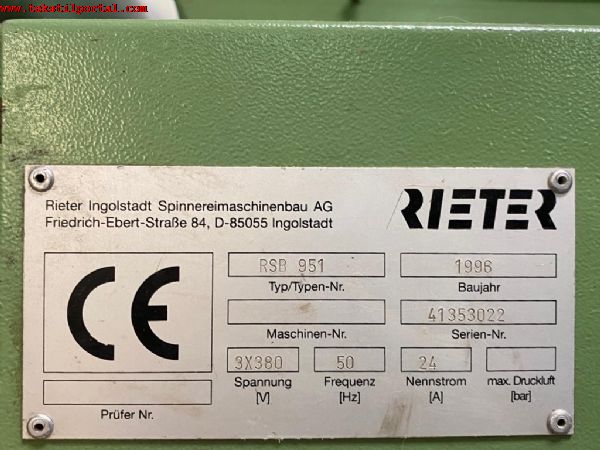 www.tekstilportal.com
Rieter Ingolstadt Spinnereimaschinenbau AG
Friedrich-Ebert-Straße 84, D-85055 Ingolstadt
RIETER
CE
RSB 951
Typ/Typen-Nr.
1996
Baujahr
Maschinen-Nr.
41353022
Serien-Nr.
3X380
Spannung
[V]
50
Frequenz
[Hz]
24
Nennstrom
[A]
max. Druckluft
[bar]
Prüfer Nr.